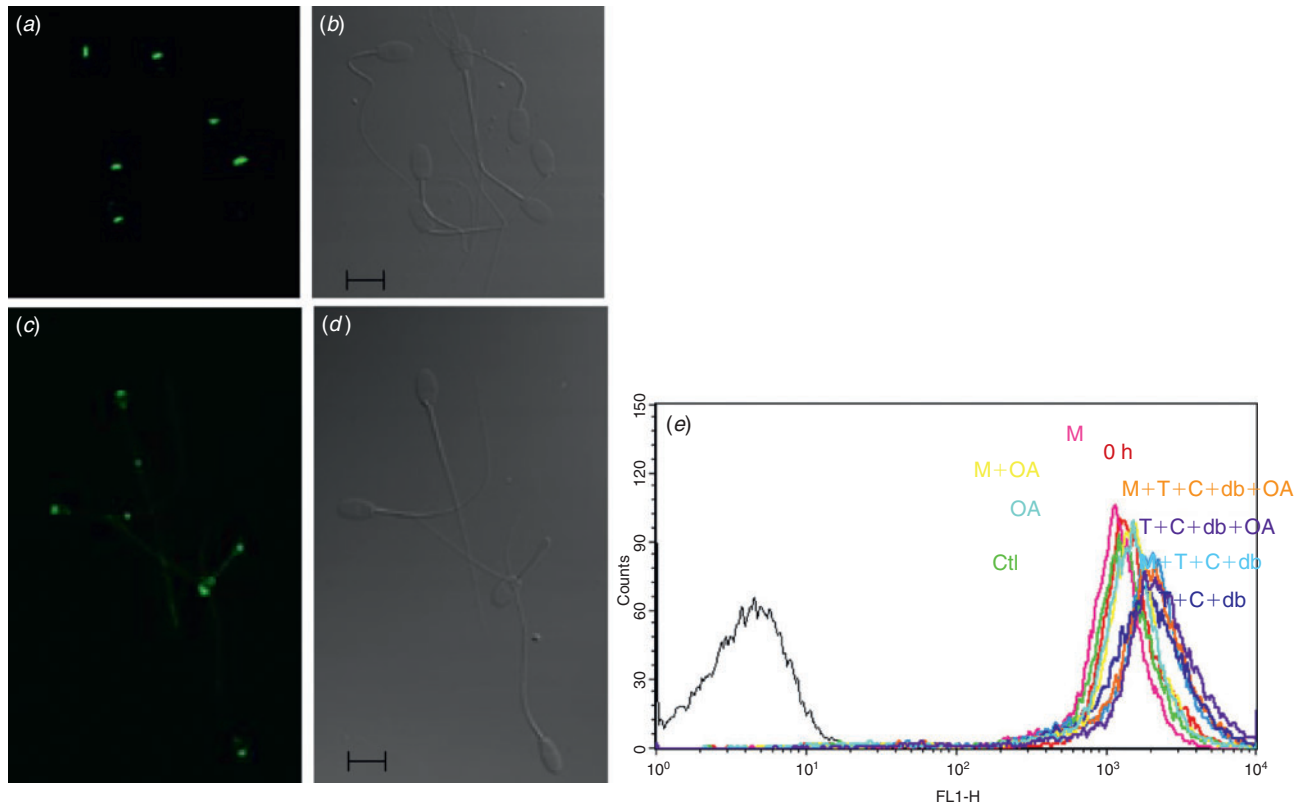 (a)
(b)
(c)
(d)
(e)
150
120
90
60
30
0
Counts
M
0 h
M+OA
M+T+C+db+OA
OA
T+C+db+OA
Ctl
M+T+C+db
T+C+db
10⁰
10¹
10²
10³
10⁴
FL1-H